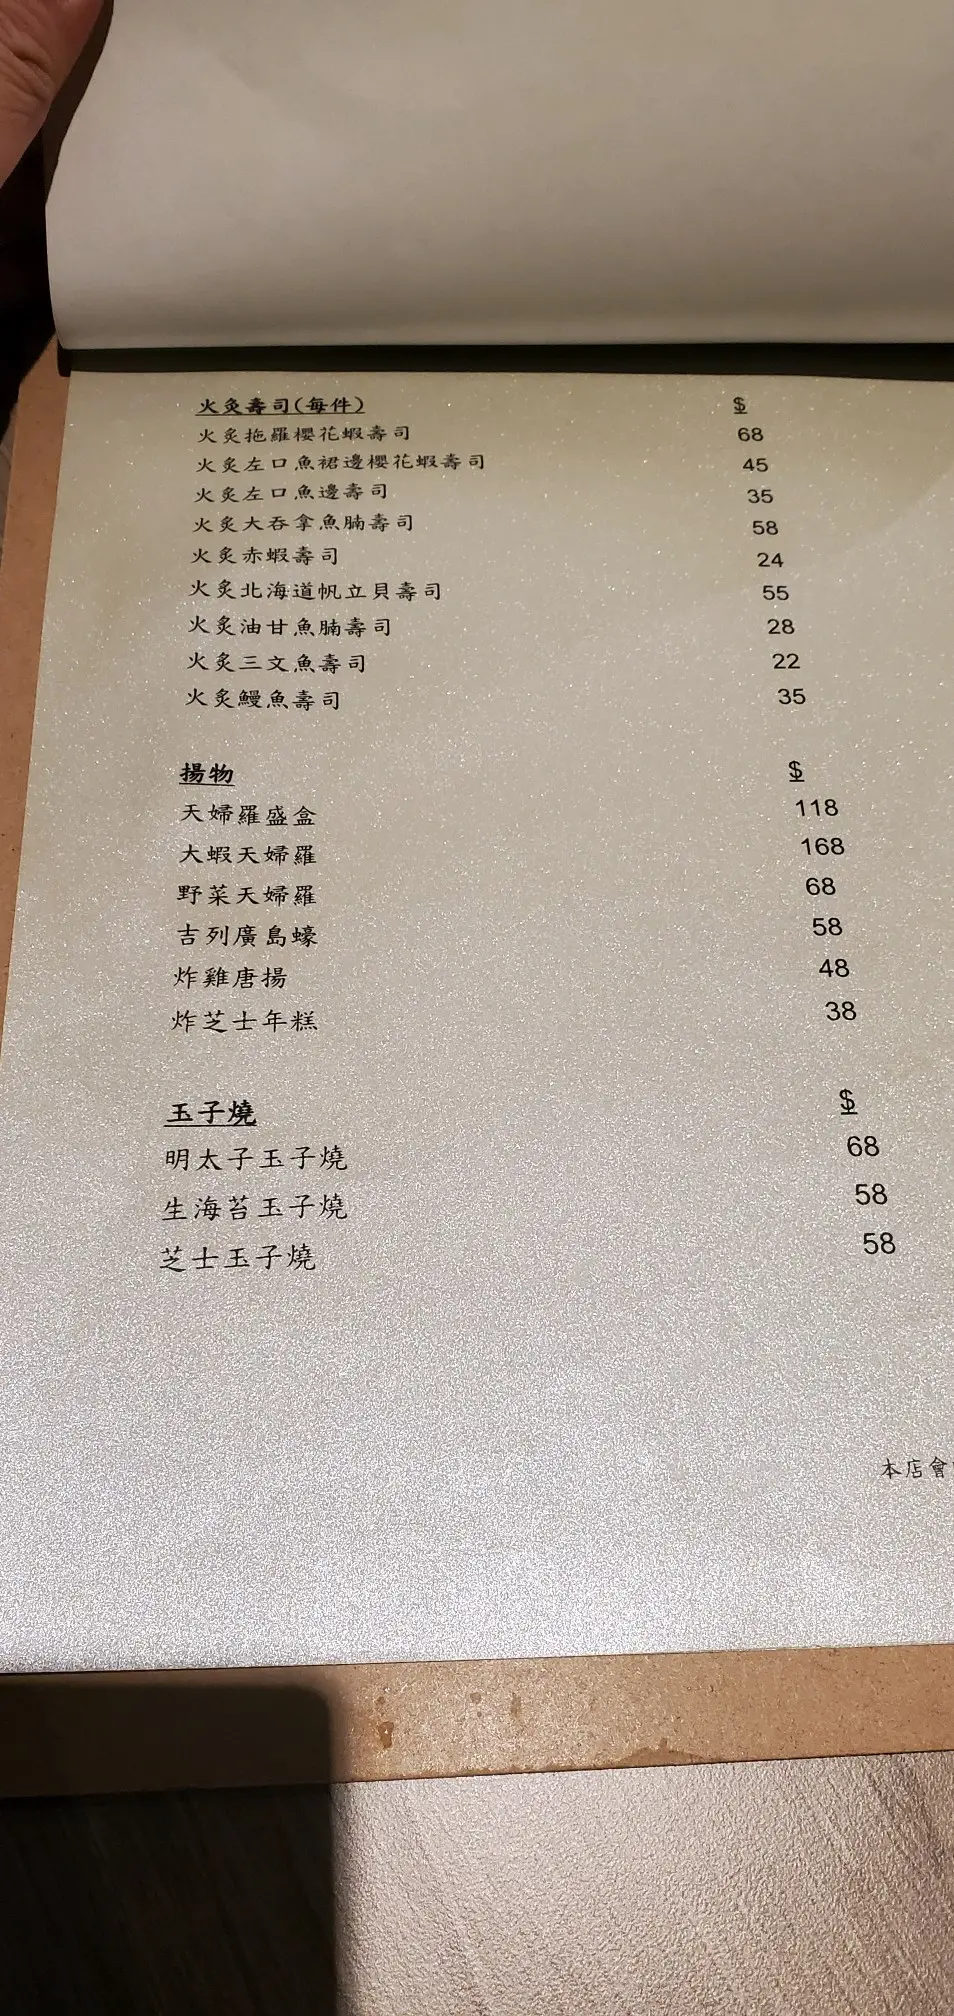 火灸壽司(每件) $
火炙拖羅櫻花蝦壽司 68
火炙左口魚裙邊櫻花蝦壽司 45
火炙左口魚邊壽司 35
火炙大吞拿魚腩壽司 58
火炙赤蝦壽司 24
火炙北海道帆立貝壽司 55
火炙油甘魚腩壽司 28
火炙三文魚壽司 22
火炙鰻魚壽司 35
揚物 $
天婦羅盛盒 118
大蝦天婦羅 168
野菜天婦羅 68
吉列廣島蠔 58
炸雞唐揚 48
炸芝士年糕 38
玉子燒 $
明太子玉子燒 68
生海苔玉子燒 58
芝士玉子燒 58
本店會